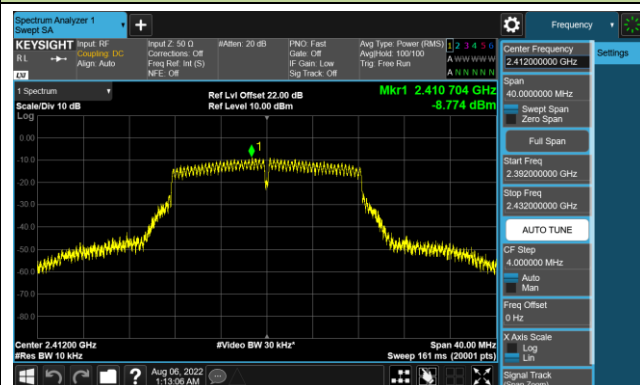 Spectrum Analyzer 1
Swept SA
Frequency
KEYSIGHT
RL
Input: RF
Coupling: DC
Align: Auto
Input Z: 50 Ω
Corrections: Off
Freq Ref: Int (S)
NFE: Off
#Atten: 20 dB
PNO: Fast
Gate: Off
IF Gain: Low
Sig Track: Off
Avg Type: Power (RMS)
Avg|Hold: 100/100
Trig: Free Run
1 2 3 4 5 6
A W W W W W
A N N N N N
LXI
1 Spectrum
Scale/Div 10 dB
Ref Lvl Offset 22.00 dB
Ref Level 10.00 dBm
Mkr1 2.410 704 GHz
-8.774 dBm
Log
0.00
-10.0
-20.0
-30.0
-40.0
-50.0
-60.0
-70.0
-80.0
1
Center 2.41200 GHz
#Res BW 10 kHz
#Video BW 30 kHz*
Span 40.00 MHz
Sweep 161 ms (20001 pts)
Aug 06, 2022
1:13:06 AM
Center Frequency
2.412000000 GHz
Settings
Span
40.0000000 MHz
Swept Span
Zero Span
Full Span
Start Freq
2.392000000 GHz
Stop Freq
2.432000000 GHz
AUTO TUNE
CF Step
4.000000 MHz
Auto
Man
Freq Offset
0 Hz
X Axis Scale
Log
Lin
Signal Track
(Span Zoom)